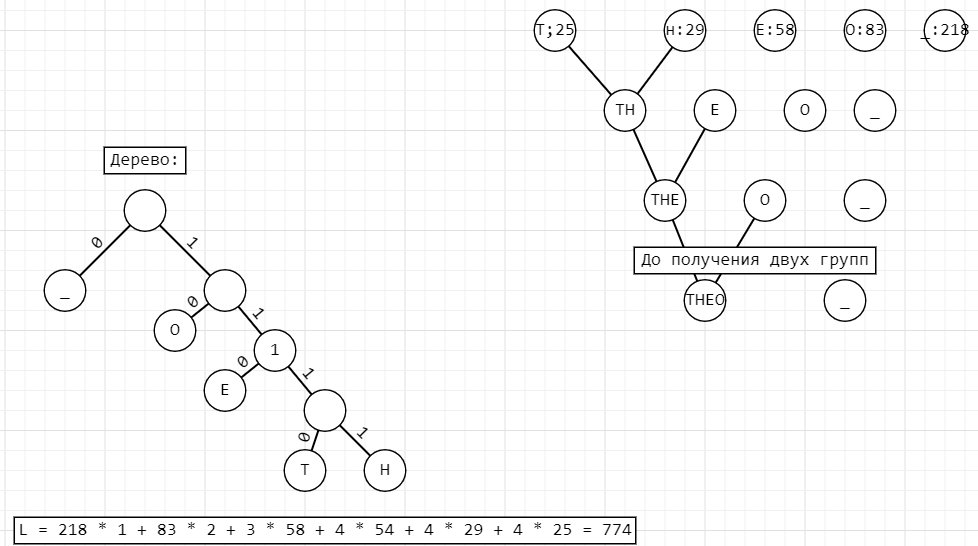 T;25 н:29 E:58 O:83 _:218
TH E O _
Дерево:
THE O _
0 1
До получения двух групп
_ 0 1 THEO _
O 1
0 1
E
0 1
T H
L = 218 * 1 + 83 * 2 + 3 * 58 + 4 * 54 + 4 * 29 + 4 * 25 = 774